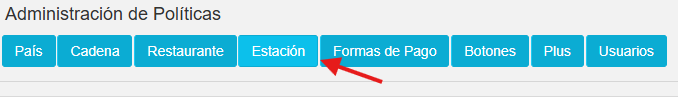 Administración de Políticas
País Cadena Restaurante Estación Formas de Pago Botones Plus Usuarios